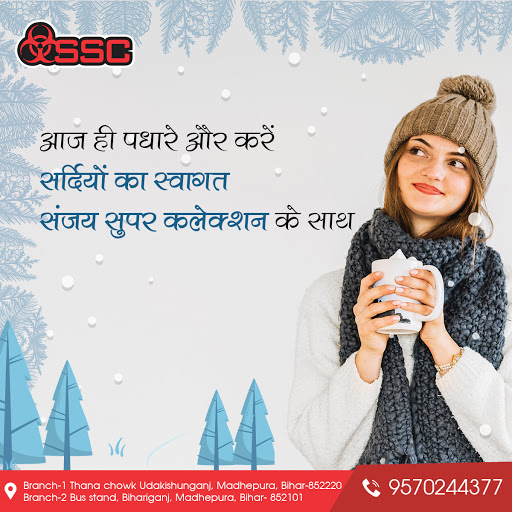 SSC
आज ही पधारे और करें
सर्दियों का स्वागत
संजय सुपर कलेक्शन के साथ
Branch-1 Thana chowk Udakishunganj, Madhepura, Bihar-852220
Branch-2 Bus stand, Bihariganj, Madhepura, Bihar- 852101
9570244377